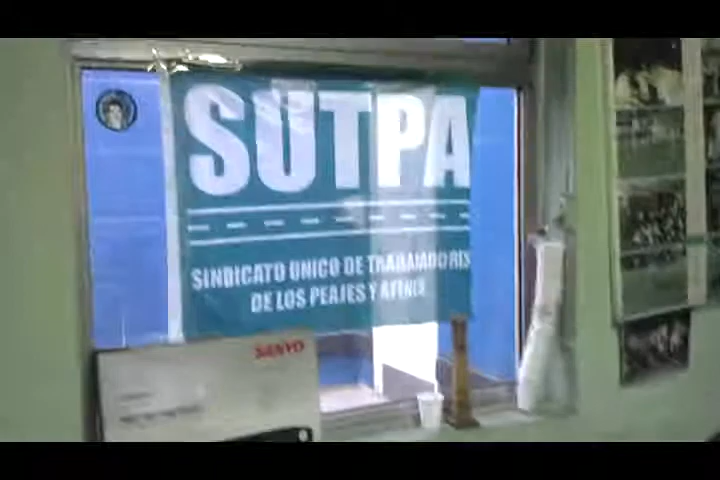 SUTPA
SINDICATO UNICO DE TRABAJADORES
DE LOS PEAJES Y AFINES
SANYO